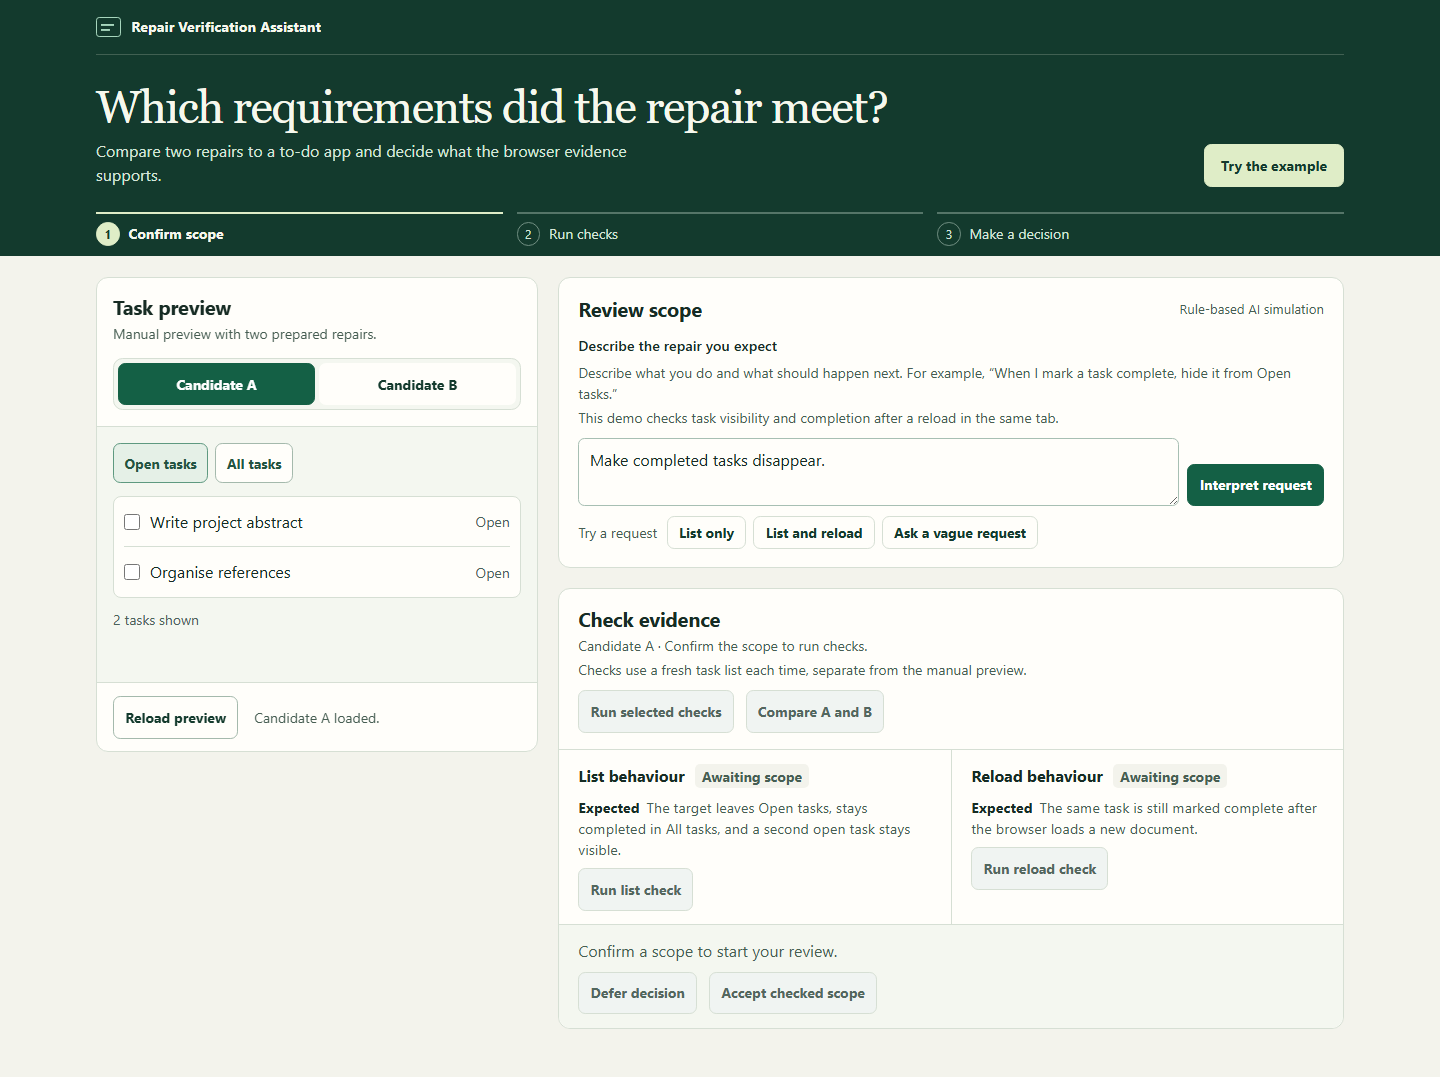 Repair Verification Assistant
Which requirements did the repair meet?
Compare two repairs to a to-do app and decide what the browser evidence
supports.
Try the example
1 Confirm scope
2 Run checks
3 Make a decision
Task preview
Manual preview with two prepared repairs.
Candidate A
Candidate B
Open tasks
All tasks
Write project abstract
Open
Organise references
Open
2 tasks shown
Reload preview
Candidate A loaded.
Review scope
Rule-based AI simulation
Describe the repair you expect
Describe what you do and what should happen next. For example, “When I mark a task complete, hide it from Open
tasks.”
This demo checks task visibility and completion after a reload in the same tab.
Make completed tasks disappear.
Interpret request
Try a request
List only
List and reload
Ask a vague request
Check evidence
Candidate A · Confirm the scope to run checks.
Checks use a fresh task list each time, separate from the manual preview.
Run selected checks
Compare A and B
List behaviour
Awaiting scope
Expected The target leaves Open tasks, stays
completed in All tasks, and a second open task stays
visible.
Run list check
Reload behaviour
Awaiting scope
Expected The same task is still marked complete after
the browser loads a new document.
Run reload check
Confirm a scope to start your review.
Defer decision
Accept checked scope